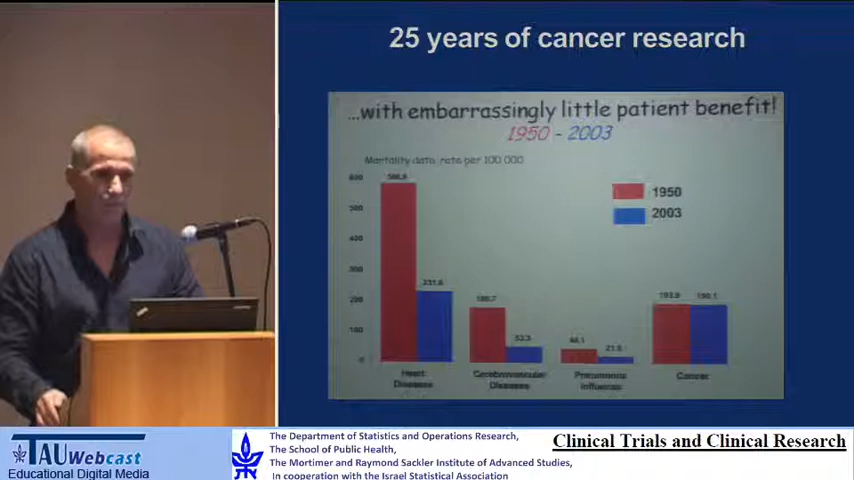 25 years of cancer research
...with embarrassingly little patient benefit!
1950 - 2003
Mortality data, rate per 100 000
600
500
400
300
200
100
0
586.8
231.6
180.7
53.3
48.1
21.5
193.9
190.1
1950
2003
Heart
Diseases
Cerebrovascular
Diseases
Pneumonia
Influenza
Cancer
TAU Webcast
Educational Digital Media
The Department of Statistics and Operations Research,
The School of Public Health,
The Mortimer and Raymond Sackler Institute of Advanced Studies,
In cooperation with the Israel Statistical Association
Clinical Trials and Clinical Research